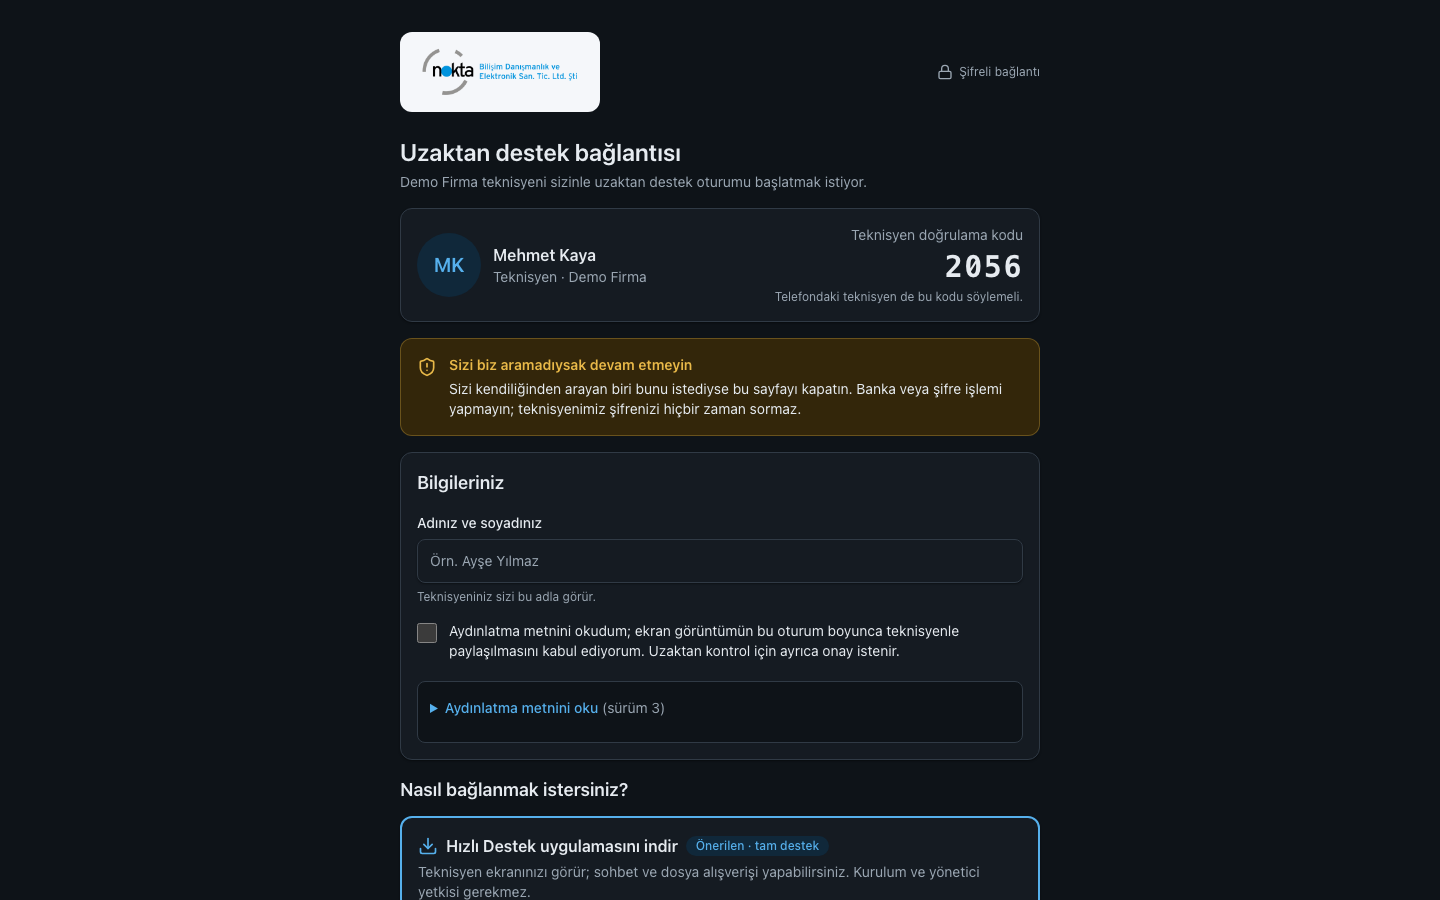 nokta
Bilişim Danışmanlık ve
Elektronik San. Tic. Ltd. Şti
Şifreli bağlantı
Uzaktan destek bağlantısı
Demo Firma teknisyeni sizinle uzaktan destek oturumu başlatmak istiyor.
MK
Mehmet Kaya
Teknisyen · Demo Firma
Teknisyen doğrulama kodu
2056
Telefondaki teknisyen de bu kodu söylemeli.
Sizi biz aramadıysak devam etmeyin
Sizi kendiliğinden arayan biri bunu istediyse bu sayfayı kapatın. Banka veya şifre işlemi
yapmayın; teknisyenimiz şifrenizi hiçbir zaman sormaz.
Bilgileriniz
Adınız ve soyadınız
Örn. Ayşe Yılmaz
Teknisyeniniz sizi bu adla görür.
Aydınlatma metnini okudum; ekran görüntümün bu oturum boyunca teknisyenle
paylaşılmasını kabul ediyorum. Uzaktan kontrol için ayrıca onay istenir.
Aydınlatma metnini oku (sürüm 3)
Nasıl bağlanmak istersiniz?
Hızlı Destek uygulamasını indir Önerilen · tam destek
Teknisyen ekranınızı görür; sohbet ve dosya alışverişi yapabilirsiniz. Kurulum ve yönetici
yetkisi gerekmez.